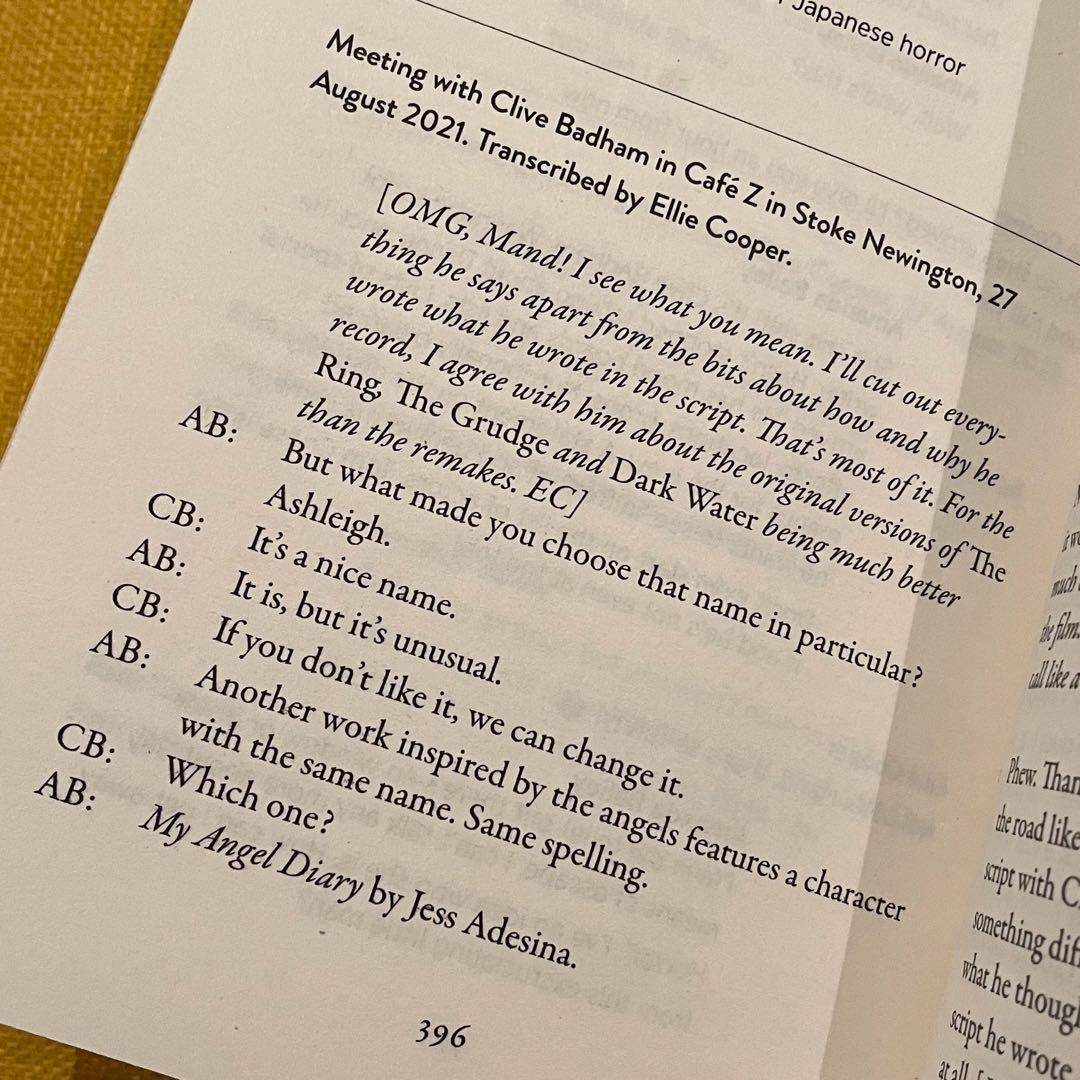 Japanese horror
Meeting with Clive Badham in Café Z in Stoke Newington, 27
August 2021. Transcribed by Ellie Cooper.
[OMG, Mand! I see what you mean. I'll cut out every-
thing he says apart from the bits about how and why he
wrote what he wrote in the script. That's most of it. For the
record, I agree with him about the original versions of The
Ring, The Grudge and Dark Water being much better
than the remakes. EC]
AB: But what made you choose that name in particular?
Ashleigh.
CB: It's a nice name.
AB: It is, but it's unusual.
CB: If you don't like it, we can change it.
AB: Another work inspired by the angels features a character
with the same name. Same spelling.
CB: Which one?
AB: My Angel Diary by Jess Adesina.
396
much
the film.
call like a
Phew. Than
the road like
script with C
something diff
what he though
script he wrote
at all.